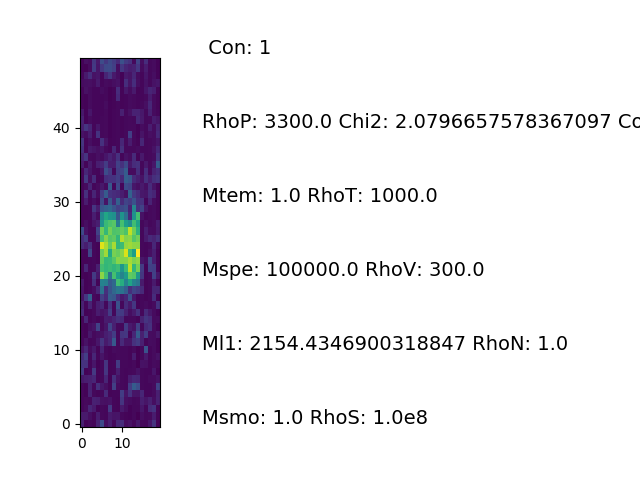 Con: 1
RhoP: 3300.0 Chi2: 2.0796657578367097 Co
Mtem: 1.0 RhoT: 1000.0
Mspe: 100000.0 RhoV: 300.0
Ml1: 2154.4346900318847 RhoN: 1.0
Msmo: 1.0 RhoS: 1.0e8
40
30
20
10
0
0 10